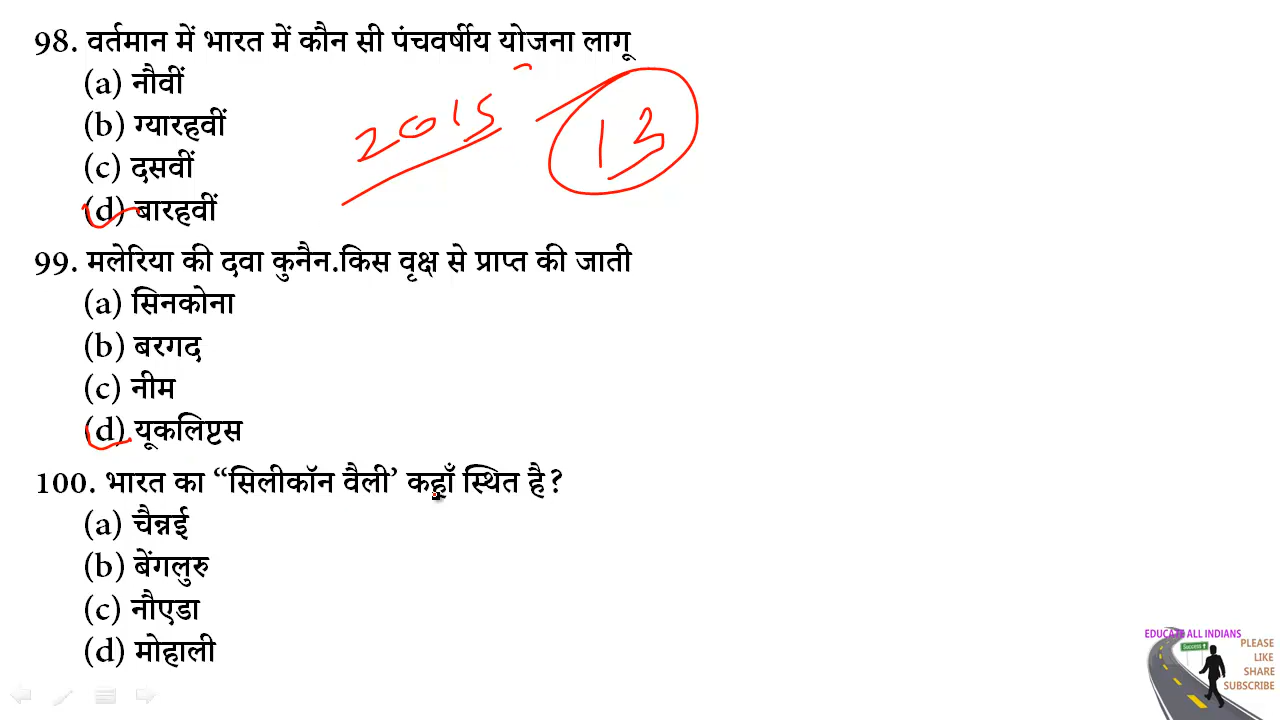 98. वर्तमान में भारत में कौन सी पंचवर्षीय योजना लागू
(a) नौवीं
(b) ग्यारहवीं
2015
13
(c) दसवीं
(d) बारहवीं
99. मलेरिया की दवा कुनैन.किस वृक्ष से प्राप्त की जाती
(a) सिनकोना
(b) बरगद
(c) नीम
(d) यूकलिप्टस
100. भारत का “सिलीकॉन वैली’ कहाँ स्थित है?
(a) चैन्नई
(b) बेंगलुरु
(c) नौएडा
(d) मोहाली
EDUCATE ALL INDIANS
Success
PLEASE
LIKE
SHARE
SUBSCRIBE